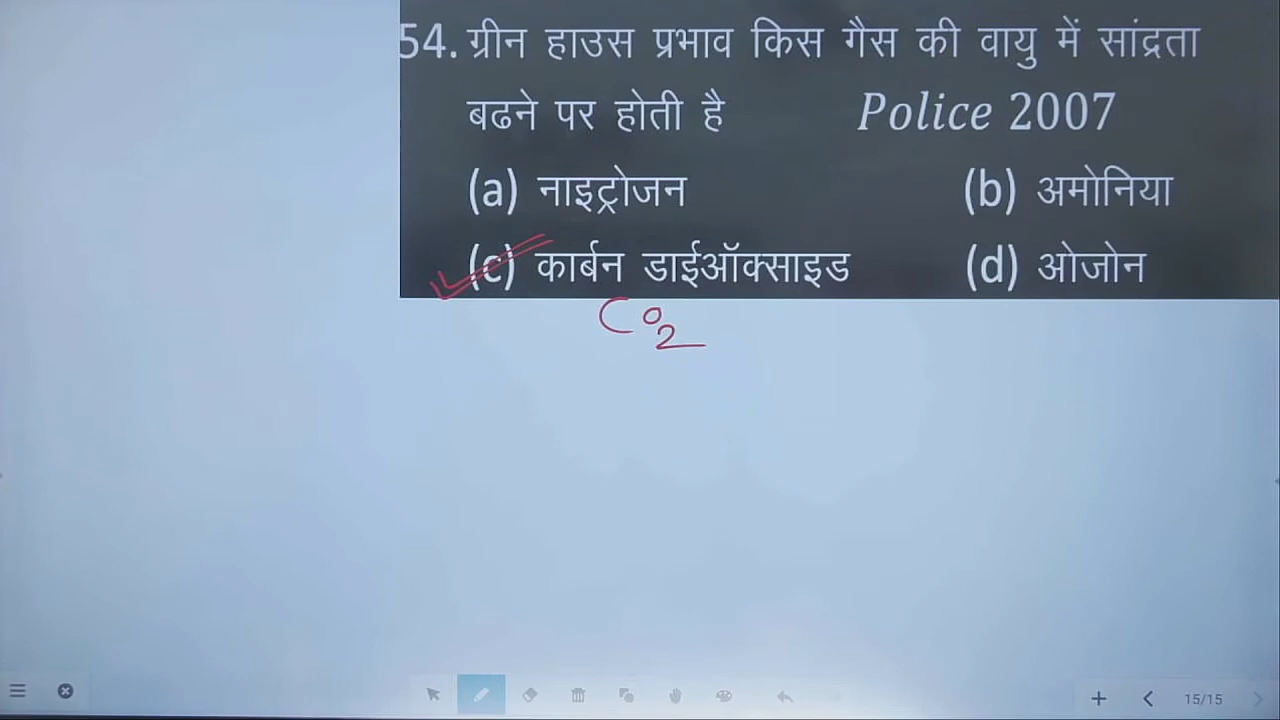 54. ग्रीन हाउस प्रभाव किस गैस की वायु में सांद्रता
बढने पर होती है Police 2007
(a) नाइट्रोजन (b) अमोनिया
(c) कार्बन डाईऑक्साइड (d) ओजोन
CO2
15/15